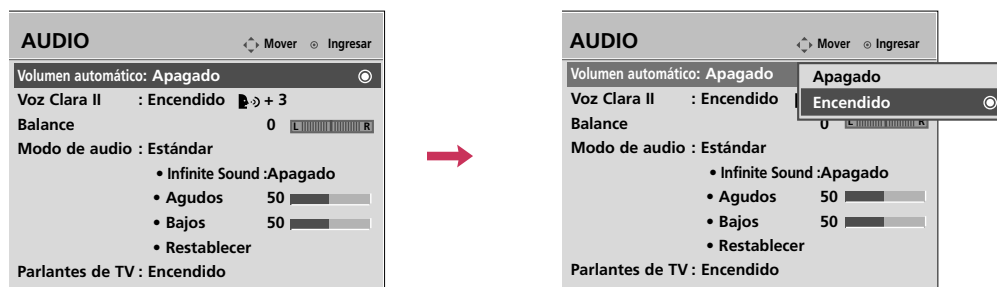 AUDIO
Mover
Ingresar
Volumen automático: Apagado
Voz Clara II : Encendido + 3
Balance 0 L R
Modo de audio : Estándar
• Infinite Sound :Apagado
• Agudos 50
• Bajos 50
• Restablecer
Parlantes de TV : Encendido
AUDIO
Mover
Ingresar
Volumen automático: Apagado
Apagado
Voz Clara II : Encendido
Encendido
Balance 0 L R
Modo de audio : Estándar
• Infinite Sound :Apagado
• Agudos 50
• Bajos 50
• Restablecer
Parlantes de TV : Encendido